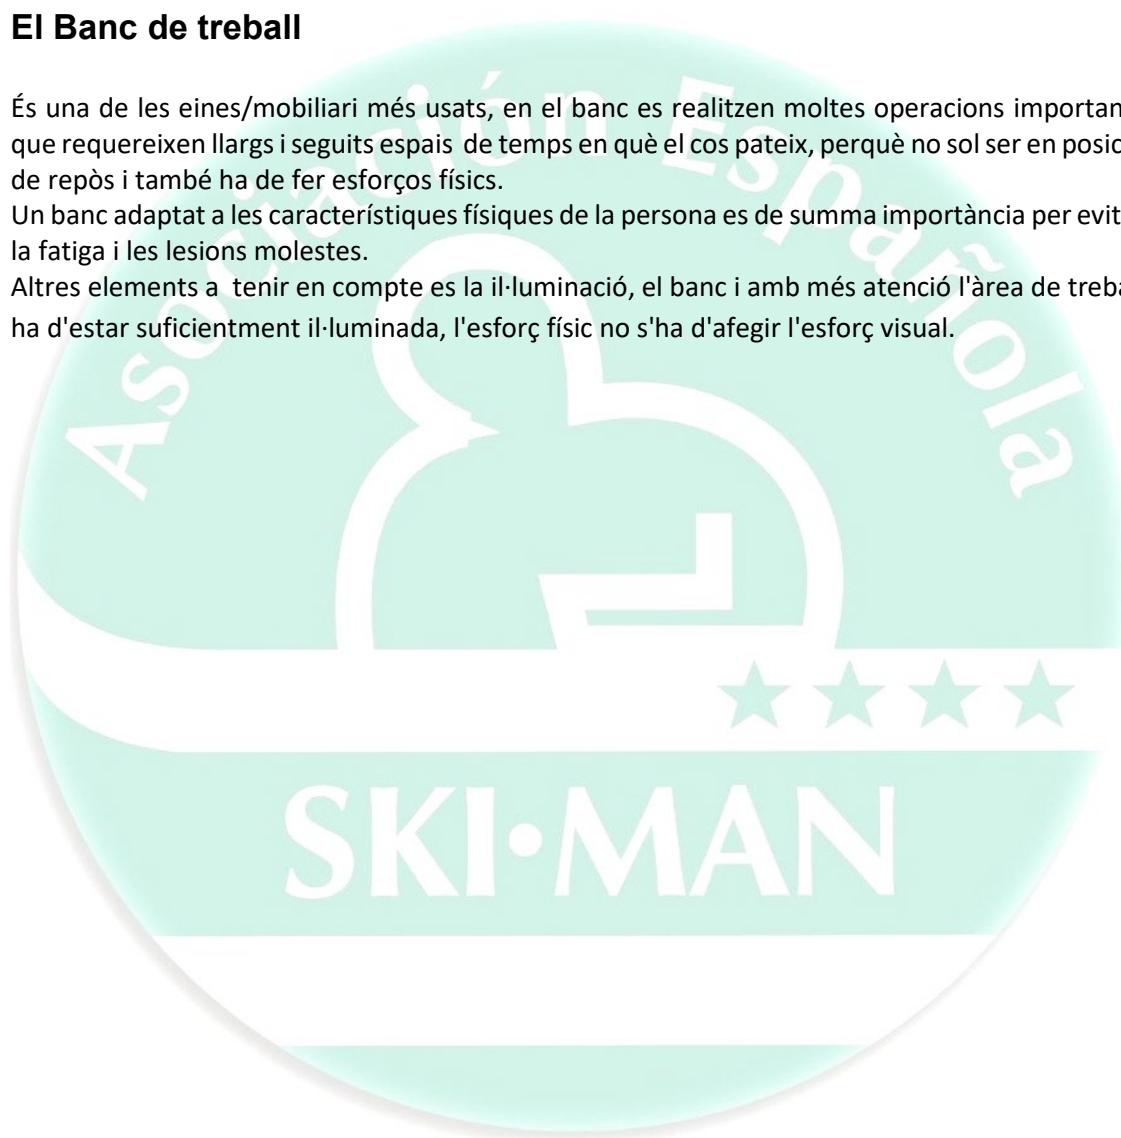 El Banc de treball
És una de les eines/mobiliari més usats, en el banc es realitzen moltes operacions importan
que requereixen llargs i seguits espais de temps en què el cos pateix, perquè no sol ser en posic
de repòs i també ha de fer esforços físics.
Un banc adaptat a les característiques físiques de la persona es de summa importància per evit
la fatiga i les lesions molestes.
Altres elements a tenir en compte es la il·luminació, el banc i amb més atenció l'àrea de treba
ha d'estar suficientment il·luminada, l'esforç físic no s'ha d'afegir l'esforç visual.
Asociación Española
SKI·MAN